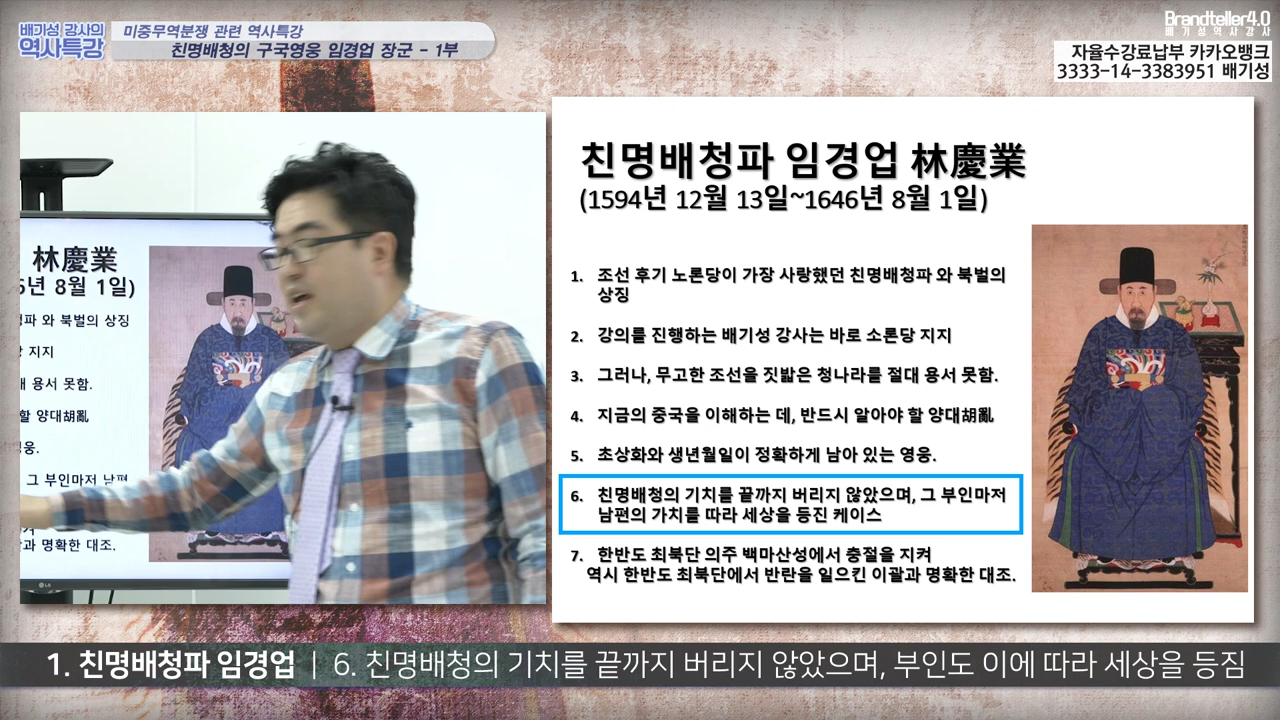 배기성 강사의
역사특강
미중무역분쟁 관련 역사특강
친명배청의 구국영웅 임경업 장군 - 1부
Brandteller4.0
배기성역사강사
자율수강료납부 카카오뱅크
3333-14-3383951 배기성
林慶業
6년 8월 1일)
파 와 북벌의 상징
지지
용서 못함.
할 양대胡亂
웅.
그 부인마저 남편
과 명확한 대조.
LG
친명배청파 임경업 林慶業
(1594년 12월 13일~1646년 8월 1일)
1. 조선 후기 노론당이 가장 사랑했던 친명배청파 와 북벌의
상징
2. 강의를 진행하는 배기성 강사는 바로 소론당 지지
3. 그러나, 무고한 조선을 짓밟은 청나라를 절대 용서 못함.
4. 지금의 중국을 이해하는 데, 반드시 알아야 할 양대胡亂
5. 초상화와 생년월일이 정확하게 남아 있는 영웅.
6. 친명배청의 기치를 끝까지 버리지 않았으며, 그 부인마저
남편의 가치를 따라 세상을 등진 케이스
7. 한반도 최북단 의주 백마산성에서 충절을 지켜
역시 한반도 최북단에서 반란을 일으킨 이괄과 명확한 대조.
1. 친명배청파 임경업 | 6. 친명배청의 기치를 끝까지 버리지 않았으며, 부인도 이에 따라 세상을 등짐